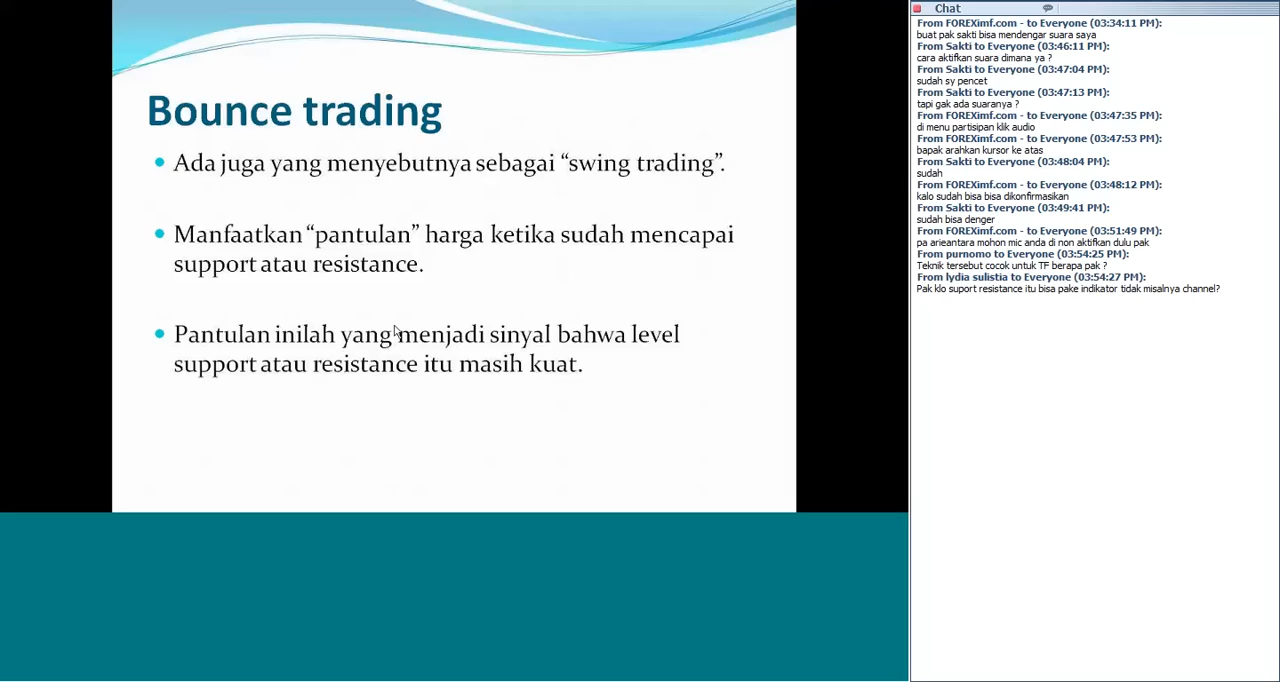 Bounce trading
Ada juga yang menyebutnya sebagai “swing trading”.
Manfaatkan “pantulan” harga ketika sudah mencapai
support atau resistance.
Pantulan inilah yang menjadi sinyal bahwa level
support atau resistance itu masih kuat.
Chat
From FOREXimf.com - to Everyone (03:34:11 PM):
buat pak sakti bisa mendengar suara saya
From Sakti to Everyone (03:46:11 PM):
cara aktifkan suara dimana ya ?
From Sakti to Everyone (03:47:04 PM):
sudah sy pencet
From Sakti to Everyone (03:47:13 PM):
tapi gak ada suaranya ?
From FOREXimf.com - to Everyone (03:47:35 PM):
di menu partisipan klik audio
From FOREXimf.com - to Everyone (03:47:53 PM):
bapak arahkan kursor ke atas
From Sakti to Everyone (03:48:04 PM):
sudah
From FOREXimf.com - to Everyone (03:48:12 PM):
kalo sudah bisa bisa dikonfirmasikan
From Sakti to Everyone (03:49:41 PM):
sudah bisa denger
From FOREXimf.com - to Everyone (03:51:49 PM):
pa arieantara mohon mic anda di non aktifkan dulu pak
From purnomo to Everyone (03:54:25 PM):
Teknik tersebut cocok untuk TF berapa pak ?
From lydia sulistia to Everyone (03:54:27 PM):
Pak klo suport resistance itu bisa pake indikator tidak misalnya channel?